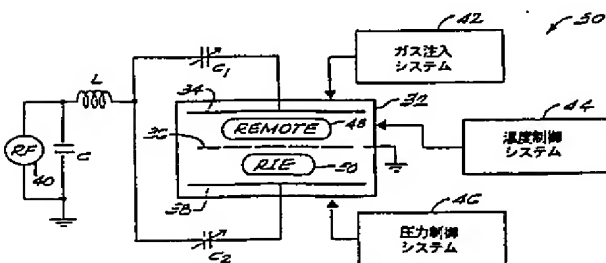 42
30
ガス注入
システム
C1
L
34
32
44
REMOTE
48
温度制御
システム
36
RF
40
C
RIE
50
38
46
圧力制御
システム
C2